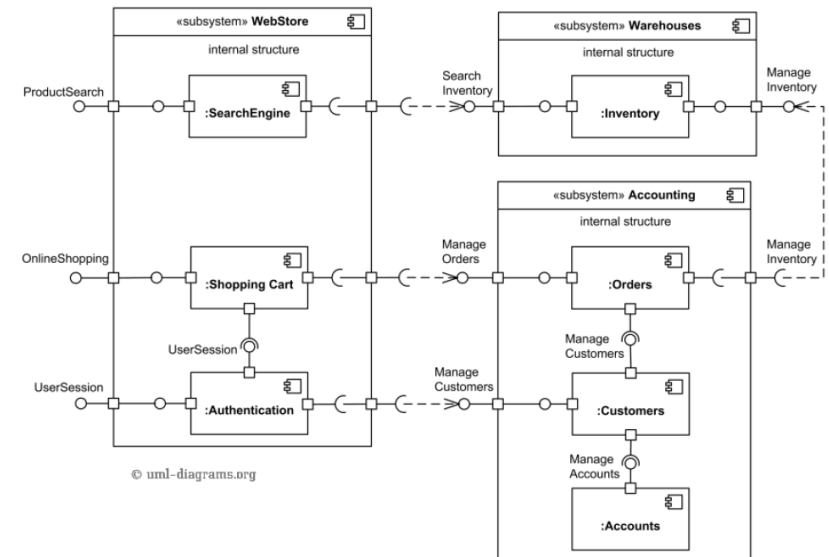 «subsystem» WebStore
internal structure
ProductSearch
:SearchEngine
OnlineShopping
:Shopping Cart
UserSession
UserSession
:Authentication
© uml-diagrams.org
Search
Inventory
«subsystem» Warehouses
internal structure
:Inventory
Manage
Inventory
«subsystem» Accounting
internal structure
Manage
Orders
:Orders
Manage
Inventory
Manage
Customers
Manage
Customers
:Customers
Manage
Accounts
:Accounts